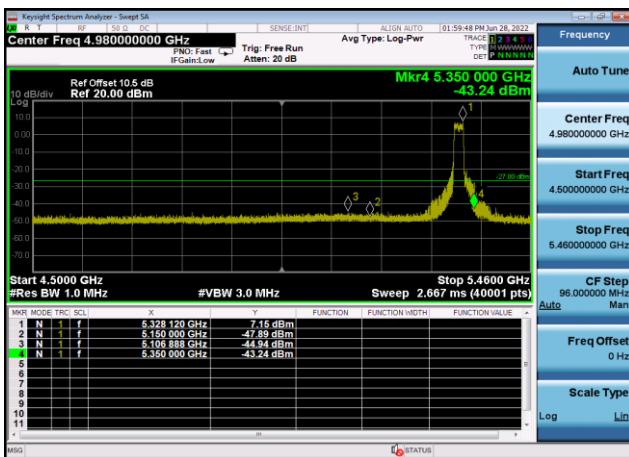 Keysight Spectrum Analyzer - Swept SA
R T RF 50 Ω DC SENSE:INT ALIGN AUTO 01:59:48 PM Jun 28, 2022
Center Freq 4.980000000 GHz Avg Type: Log-Pwr TRACE 1 2 3 4 5 6
PNO: Fast Trig: Free Run TYPE M W W W W W
IFGain:Low Atten: 20 dB DET P N N N N N
Frequency
Auto Tune
Center Freq
4.980000000 GHz
Start Freq
4.500000000 GHz
Stop Freq
5.460000000 GHz
CF Step
96.000000 MHz
Auto Man
Freq Offset
0 Hz
Scale Type
Log Lin
Mkr4 5.350 000 GHz
-43.24 dBm
Ref Offset 10.5 dB
10 dB/div Ref 20.00 dBm
Log
10.0
0.00
-10.0
-20.0
-30.0
-40.0
-50.0
-60.0
-70.0
1
-27.00 dBm
3
2
4
Start 4.5000 GHz Stop 5.4600 GHz
#Res BW 1.0 MHz #VBW 3.0 MHz Sweep 2.667 ms (40001 pts)
MKR MODE TRC SCL X Y FUNCTION FUNCTION WIDTH FUNCTION VALUE
1 N 1 f 5.328 120 GHz 7.15 dBm
2 N 1 f 5.150 000 GHz -47.89 dBm
3 N 1 f 5.106 888 GHz -44.94 dBm
4 N 1 f 5.350 000 GHz -43.24 dBm
5
6
7
8
9
10
11
MSG STATUS